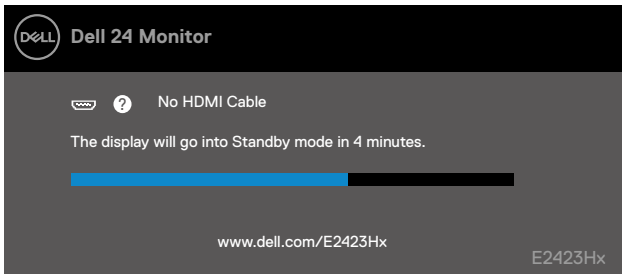 DELL
Dell 24 Monitor
? No HDMI Cable
The display will go into Standby mode in 4 minutes.
www.dell.com/E2423Hx
E2423Hx